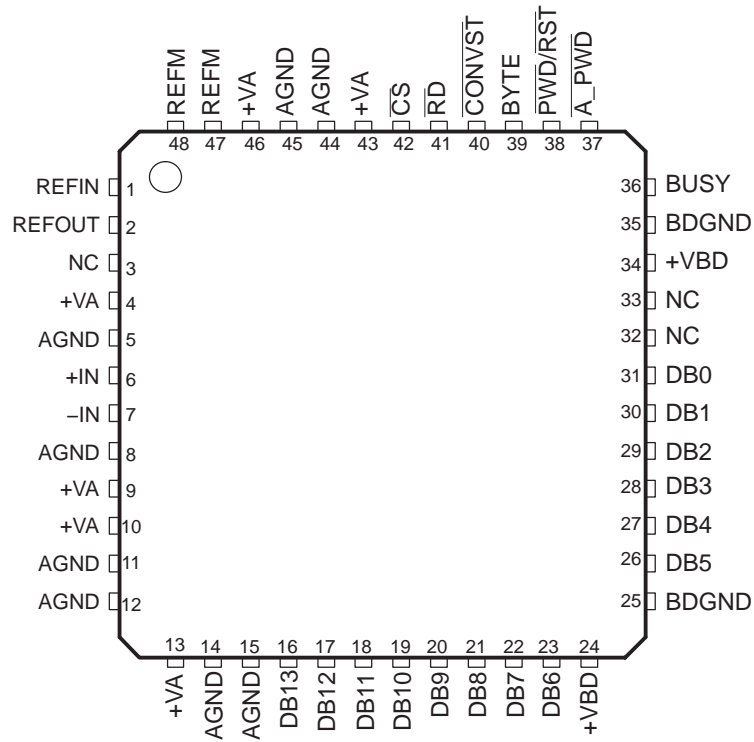 REFM
REFM
+VA
AGND
AGND
+VA
CS
RD
CONVST
BYTE
PWD/RST
A_PWD
48 47 46 45 44 43 42 41 40 39 38 37
REFIN 1
REFOUT 2
NC 3
+VA 4
AGND 5
+IN 6
–IN 7
AGND 8
+VA 9
+VA 10
AGND 11
AGND 12
36 BUSY
35 BDGND
34 +VBD
33 NC
32 NC
31 DB0
30 DB1
29 DB2
28 DB3
27 DB4
26 DB5
25 BDGND
13 14 15 16 17 18 19 20 21 22 23 24
+VA
AGND
AGND
DB13
DB12
DB11
DB10
DB9
DB8
DB7
DB6
+VBD